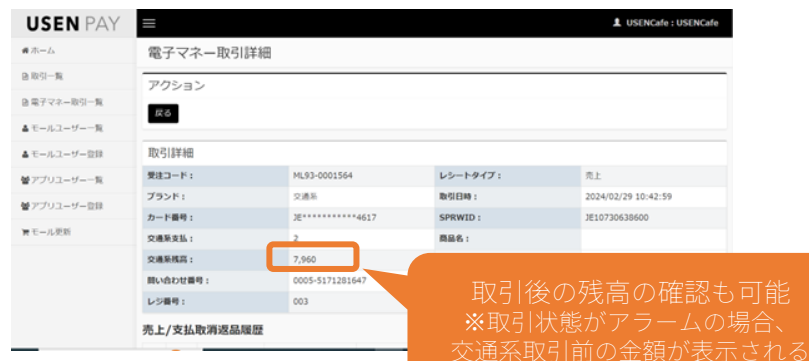 USEN PAY
USENCafe : USENCafe
ホーム
取引一覧
電子マネー取引一覧
モールユーザー一覧
モールユーザー登録
アプリユーザー一覧
アプリユーザー登録
モール更新
電子マネー取引詳細
アクション
戻る
取引詳細
受注コード： ML93-0001564 レシートタイプ： 売上
ブランド： 交通系 取引日時： 2024/02/29 10:42:59
カード番号： JE***********4617 SPRWID： JE10730638600
交通系支払： 2 商品名：
交通系残高： 7,960
問い合わせ番号： 0005-5171281647
レジ番号： 003
売上/支払取消返品履歴
取引後の残高の確認も可能
※取引状態がアラームの場合、
交通系取引前の金額が表示される